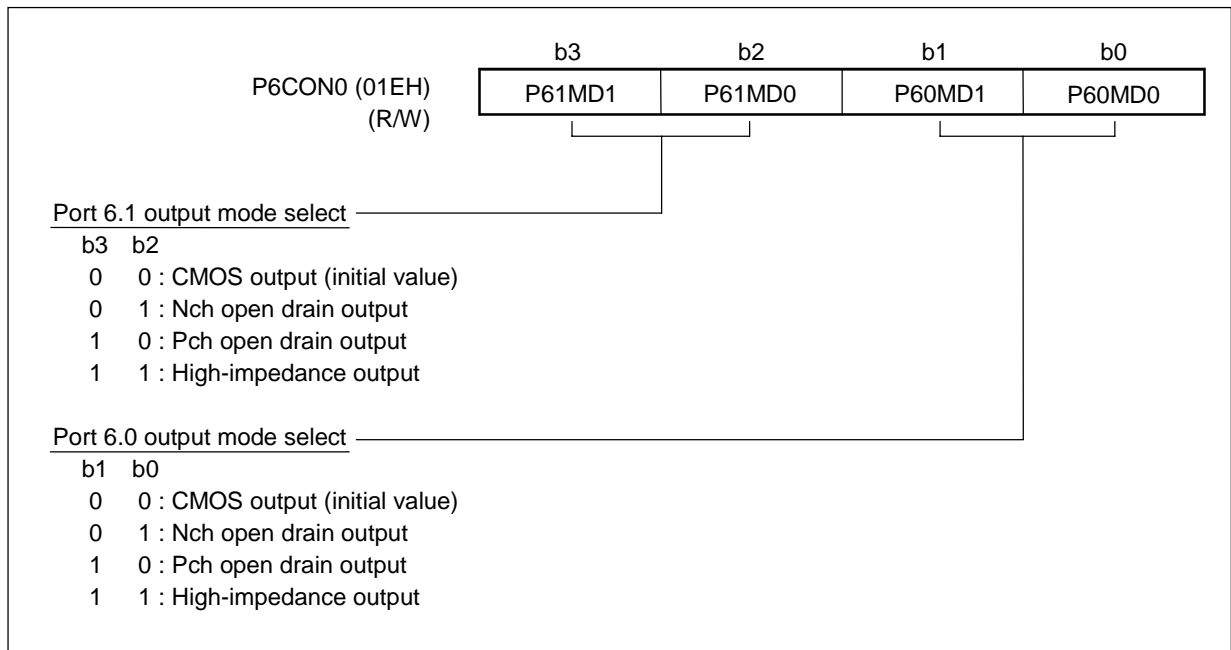 b3 b2 b1 b0
P6CON0 (01EH) P61MD1 P61MD0 P60MD1 P60MD0
(R/W)
Port 6.1 output mode select
b3 b2
0 0 : CMOS output (initial value)
0 1 : Nch open drain output
1 0 : Pch open drain output
1 1 : High-impedance output
Port 6.0 output mode select
b1 b0
0 0 : CMOS output (initial value)
0 1 : Nch open drain output
1 0 : Pch open drain output
1 1 : High-impedance output